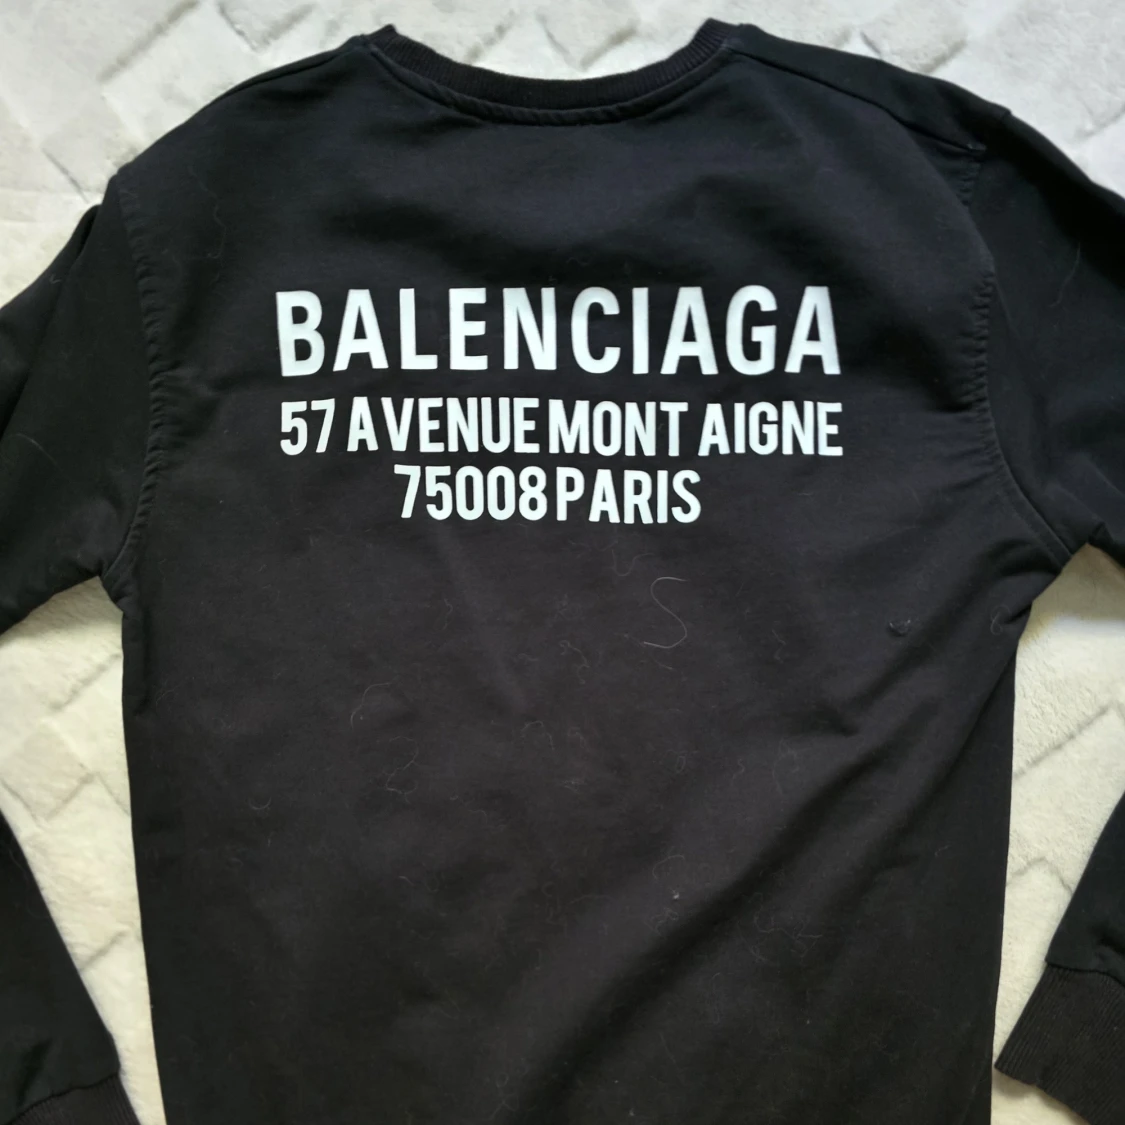 BALENCIAGA
57 AVENUE MONT AIGNE
75008 PARIS